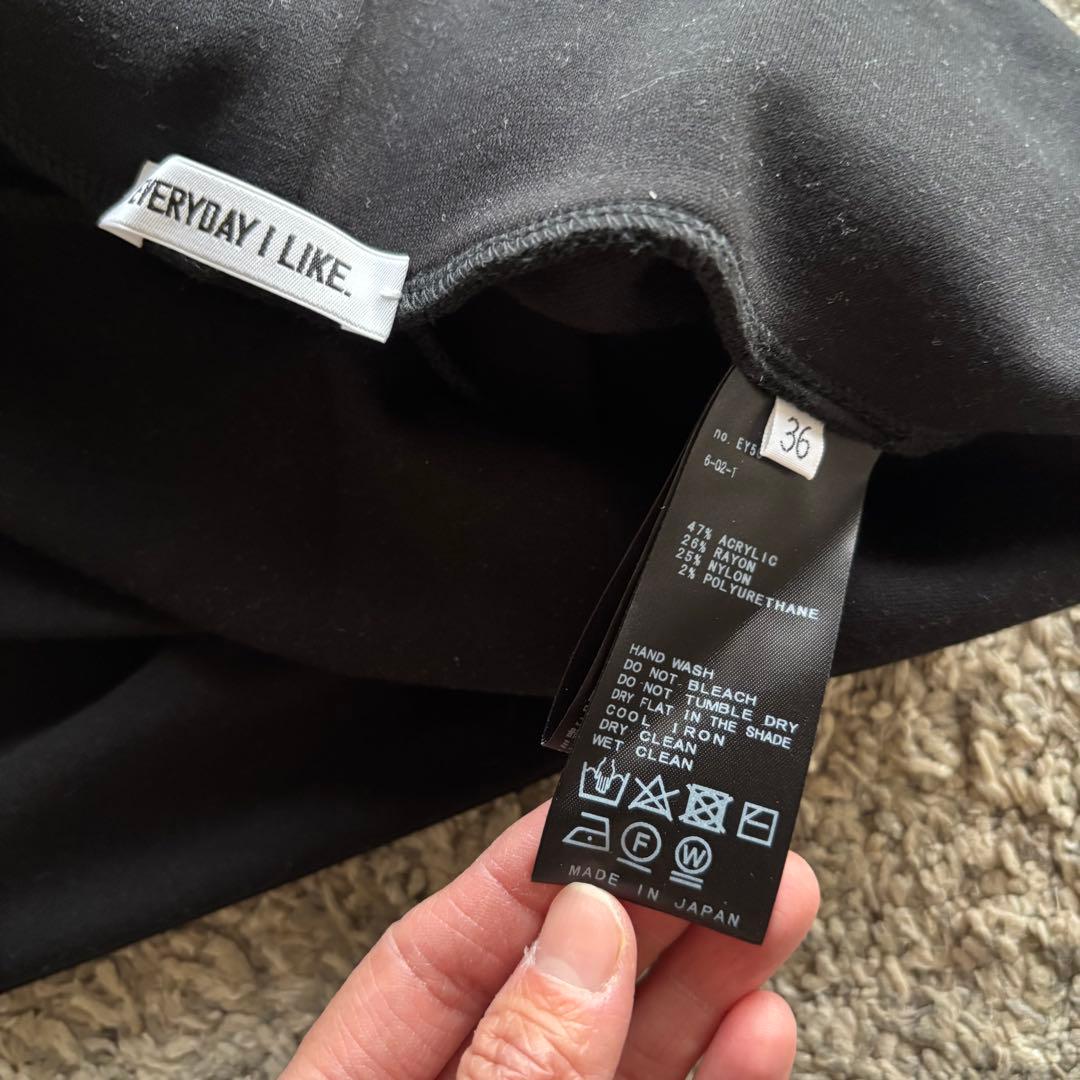 EVERYDAY I LIKE.
36
no. EY5
6-02-1
47% ACRYLIC
26% RAYON
25% NYLON
2% POLYURETHANE
HAND WASH
DO NOT BLEACH
DO NOT TUMBLE DRY
DRY FLAT IN THE SHADE
COOL IRON
DRY CLEAN
WET CLEAN
F
W
MADE IN JAPAN